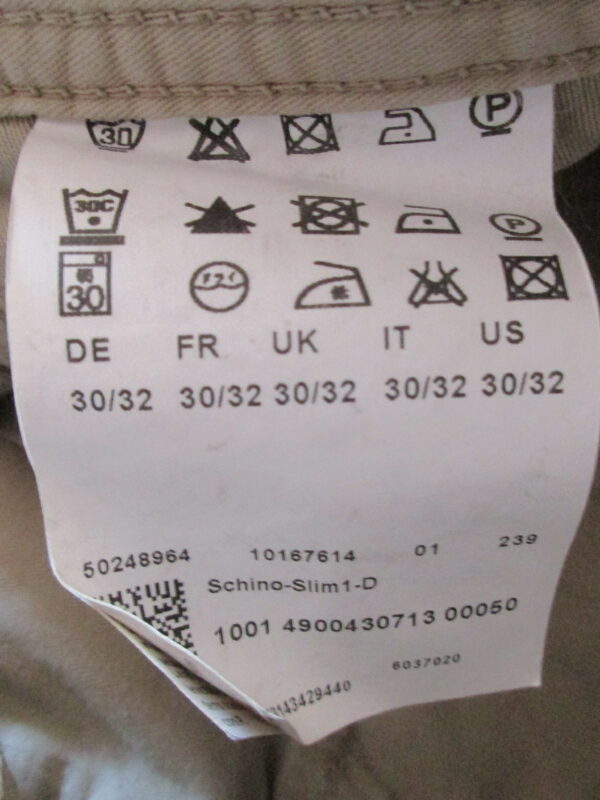 30 P
30C P
30
DE FR UK IT US
30/32 30/32 30/32 30/32 30/32
50248964 10167614 01 239
Schino-Slim1-D
1001 4900430713 00050
6037020
143429440